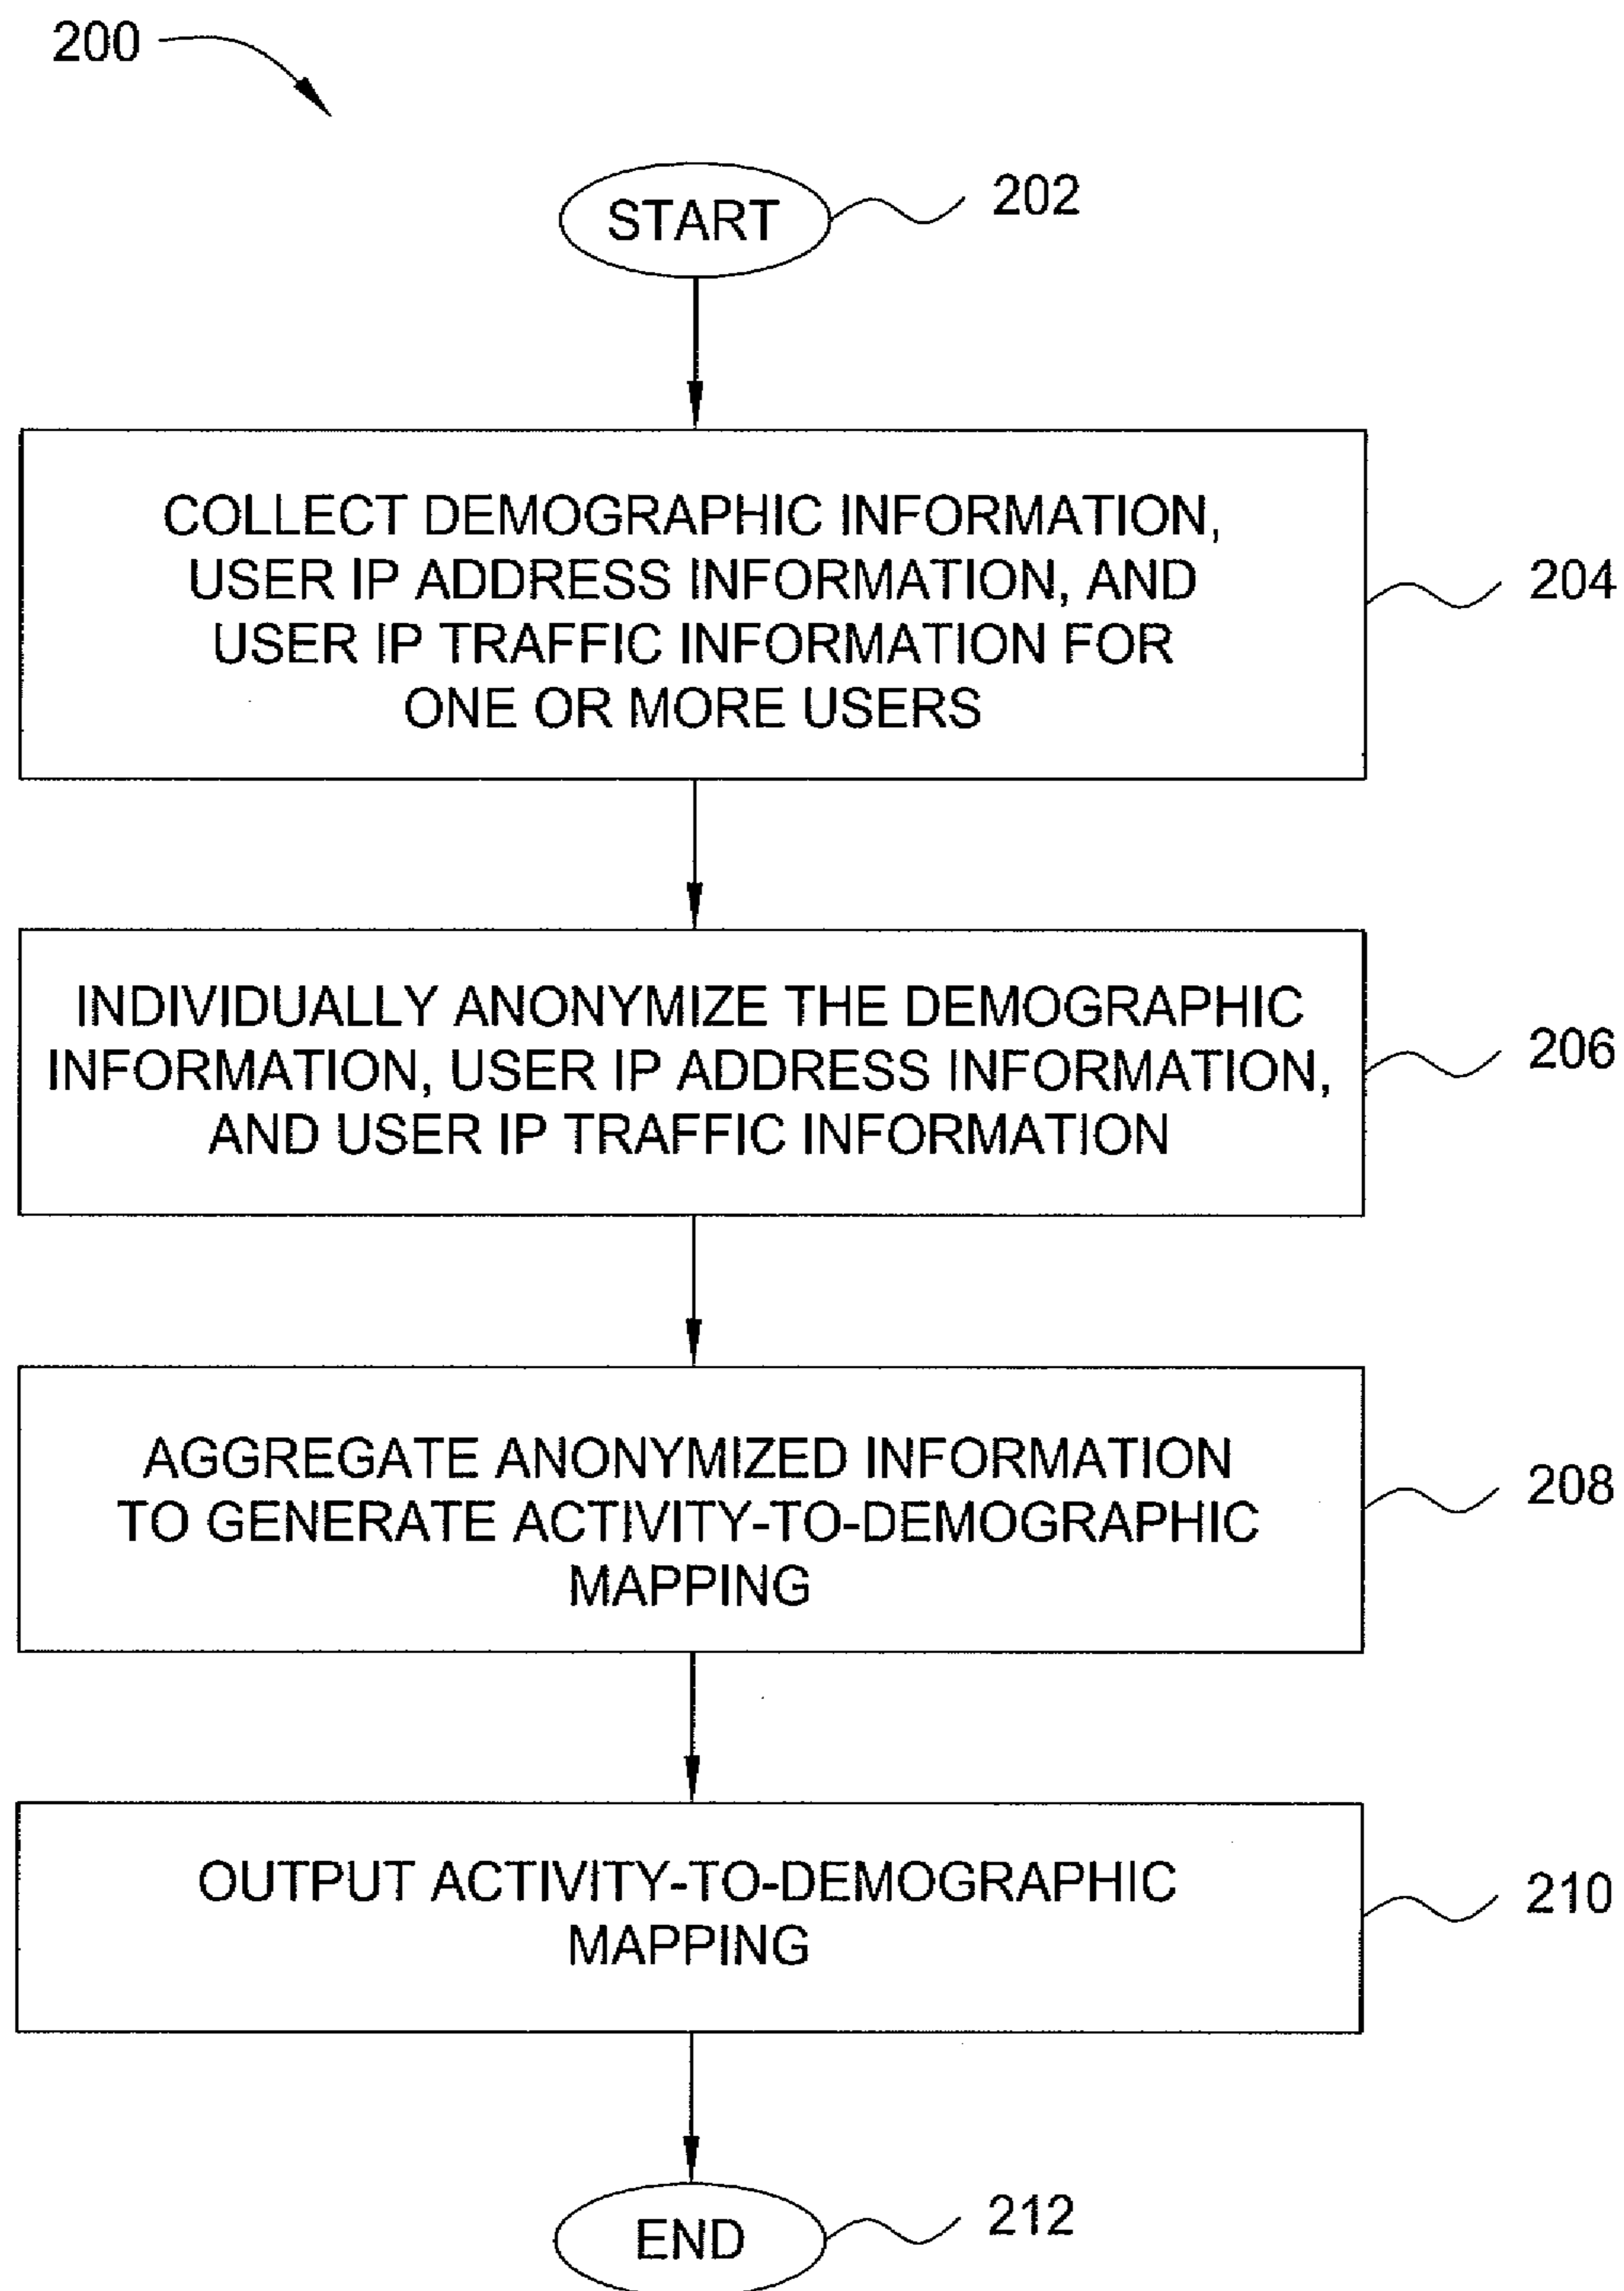 200
START
202
COLLECT DEMOGRAPHIC INFORMATION,
USER IP ADDRESS INFORMATION, AND
USER IP TRAFFIC INFORMATION FOR
ONE OR MORE USERS
204
INDIVIDUALLY ANONYMIZE THE DEMOGRAPHIC
INFORMATION, USER IP ADDRESS INFORMATION,
AND USER IP TRAFFIC INFORMATION
206
AGGREGATE ANONYMIZED INFORMATION
TO GENERATE ACTIVITY-TO-DEMOGRAPHIC
MAPPING
208
OUTPUT ACTIVITY-TO-DEMOGRAPHIC
MAPPING
210
END
212